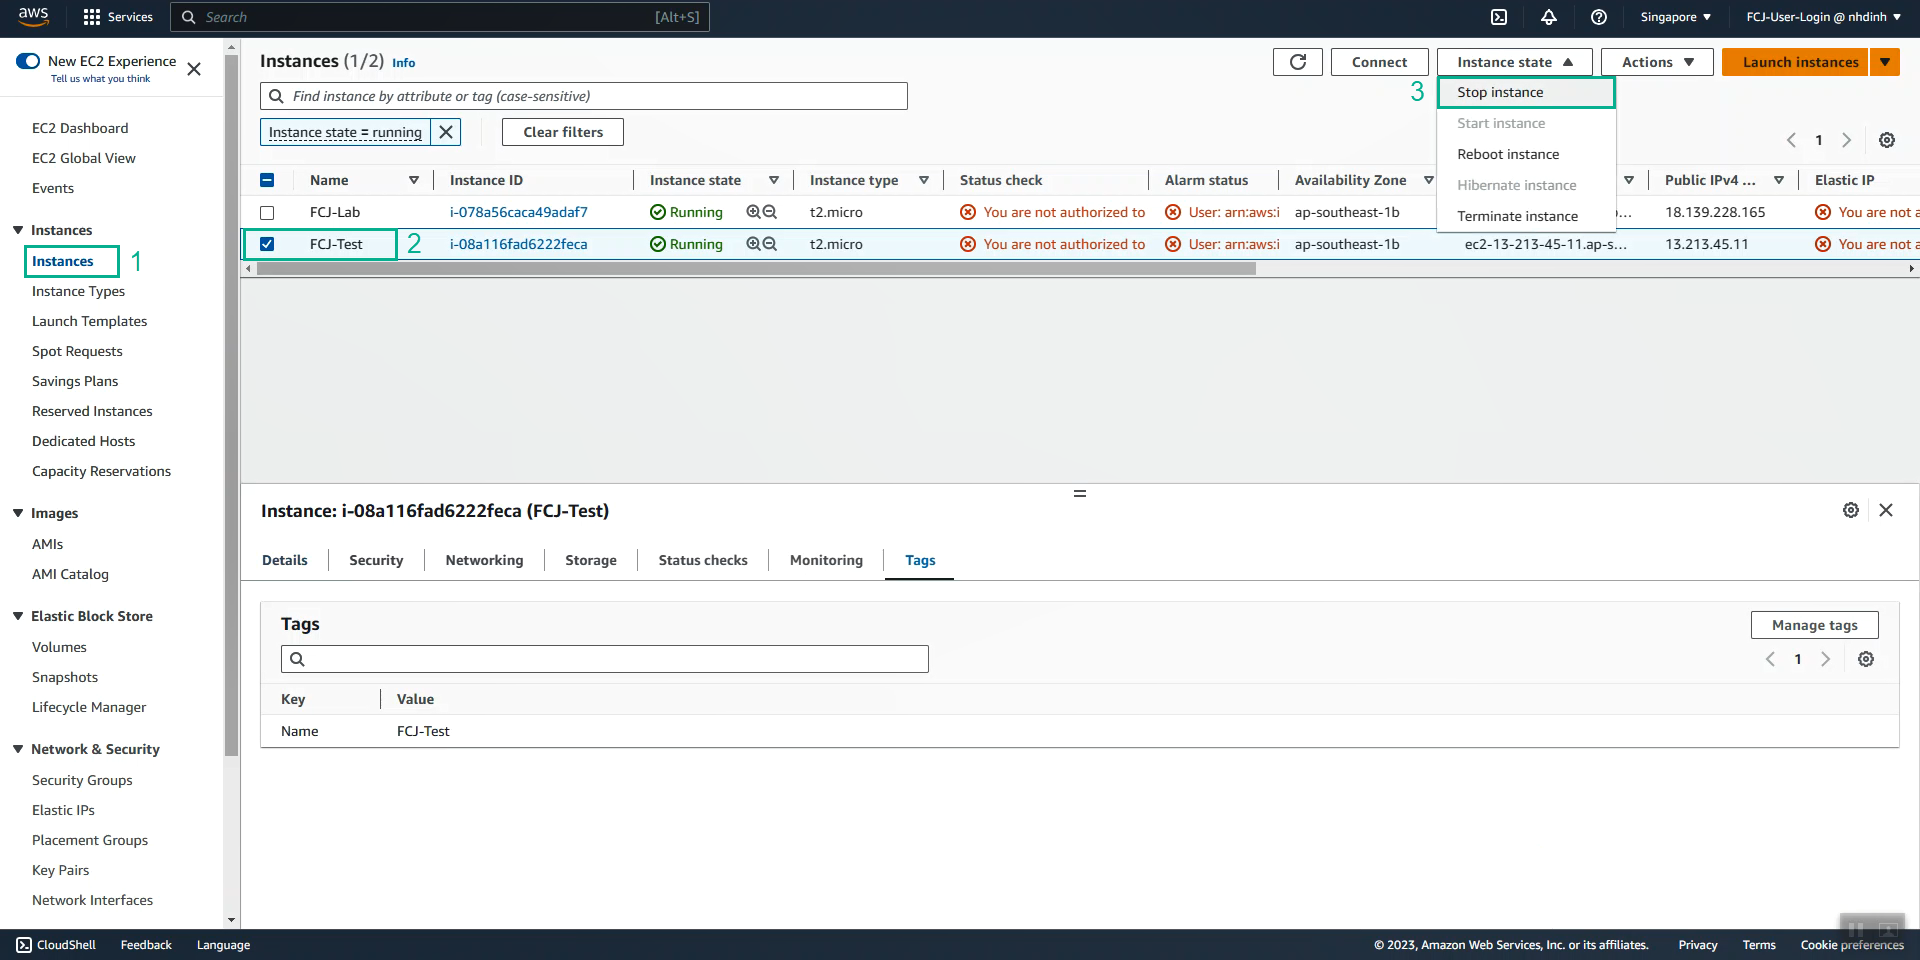 aws Services Search [Alt+S] Singapore FCJ-User-Login @ nhdinh
New EC2 Experience
Tell us what you think
EC2 Dashboard
EC2 Global View
Events
Instances
Instances 1
Instance Types
Launch Templates
Spot Requests
Savings Plans
Reserved Instances
Dedicated Hosts
Capacity Reservations
Images
AMIs
AMI Catalog
Elastic Block Store
Volumes
Snapshots
Lifecycle Manager
Network & Security
Security Groups
Elastic IPs
Placement Groups
Key Pairs
Network Interfaces
Instances (1/2) Info
Connect Instance state Actions Launch instances
Find instance by attribute or tag (case-sensitive)
Instance state = running Clear filters
3 Stop instance
Start instance
Reboot instance
Hibernate instance
Terminate instance
1
Name Instance ID Instance state Instance type Status check Alarm status Availability Zone Public IPv4 ... Elastic IP
FCJ-Lab i-078a56caca49adaf7 Running t2.micro You are not authorized to User: arn:aws:i ap-southeast-1b ... 18.139.228.165 You are not a
FCJ-Test 2 i-08a116fad6222feca Running t2.micro You are not authorized to User: arn:aws:i ap-southeast-1b ec2-13-213-45-11.ap-s... 13.213.45.11 You are not a
Instance: i-08a116fad6222feca (FCJ-Test)
Details Security Networking Storage Status checks Monitoring Tags
Tags
Manage tags
1
Key Value
Name FCJ-Test
CloudShell Feedback Language © 2023, Amazon Web Services, Inc. or its affiliates. Privacy Terms Cookie preferences